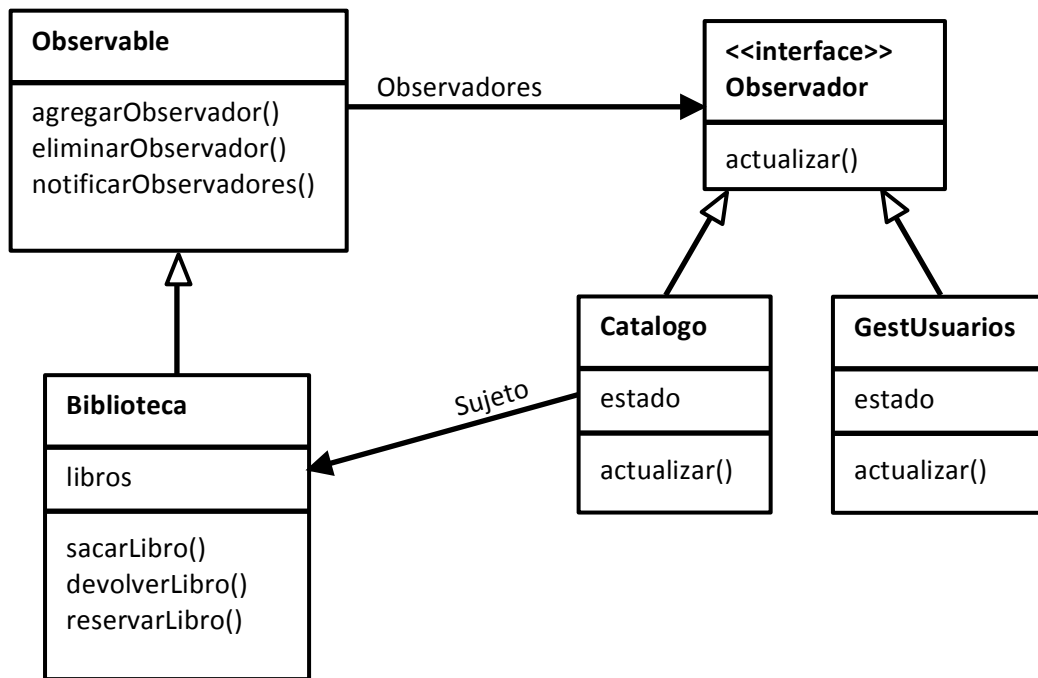 Observable
agregarObservador()
eliminarObservador()
notificarObservadores()
Observadores
<<interface>>
Observador
actualizar()
Catalogo
estado
actualizar()
GestUsuarios
estado
actualizar()
Sujeto
Biblioteca
libros
sacarLibro()
devolverLibro()
reservarLibro()